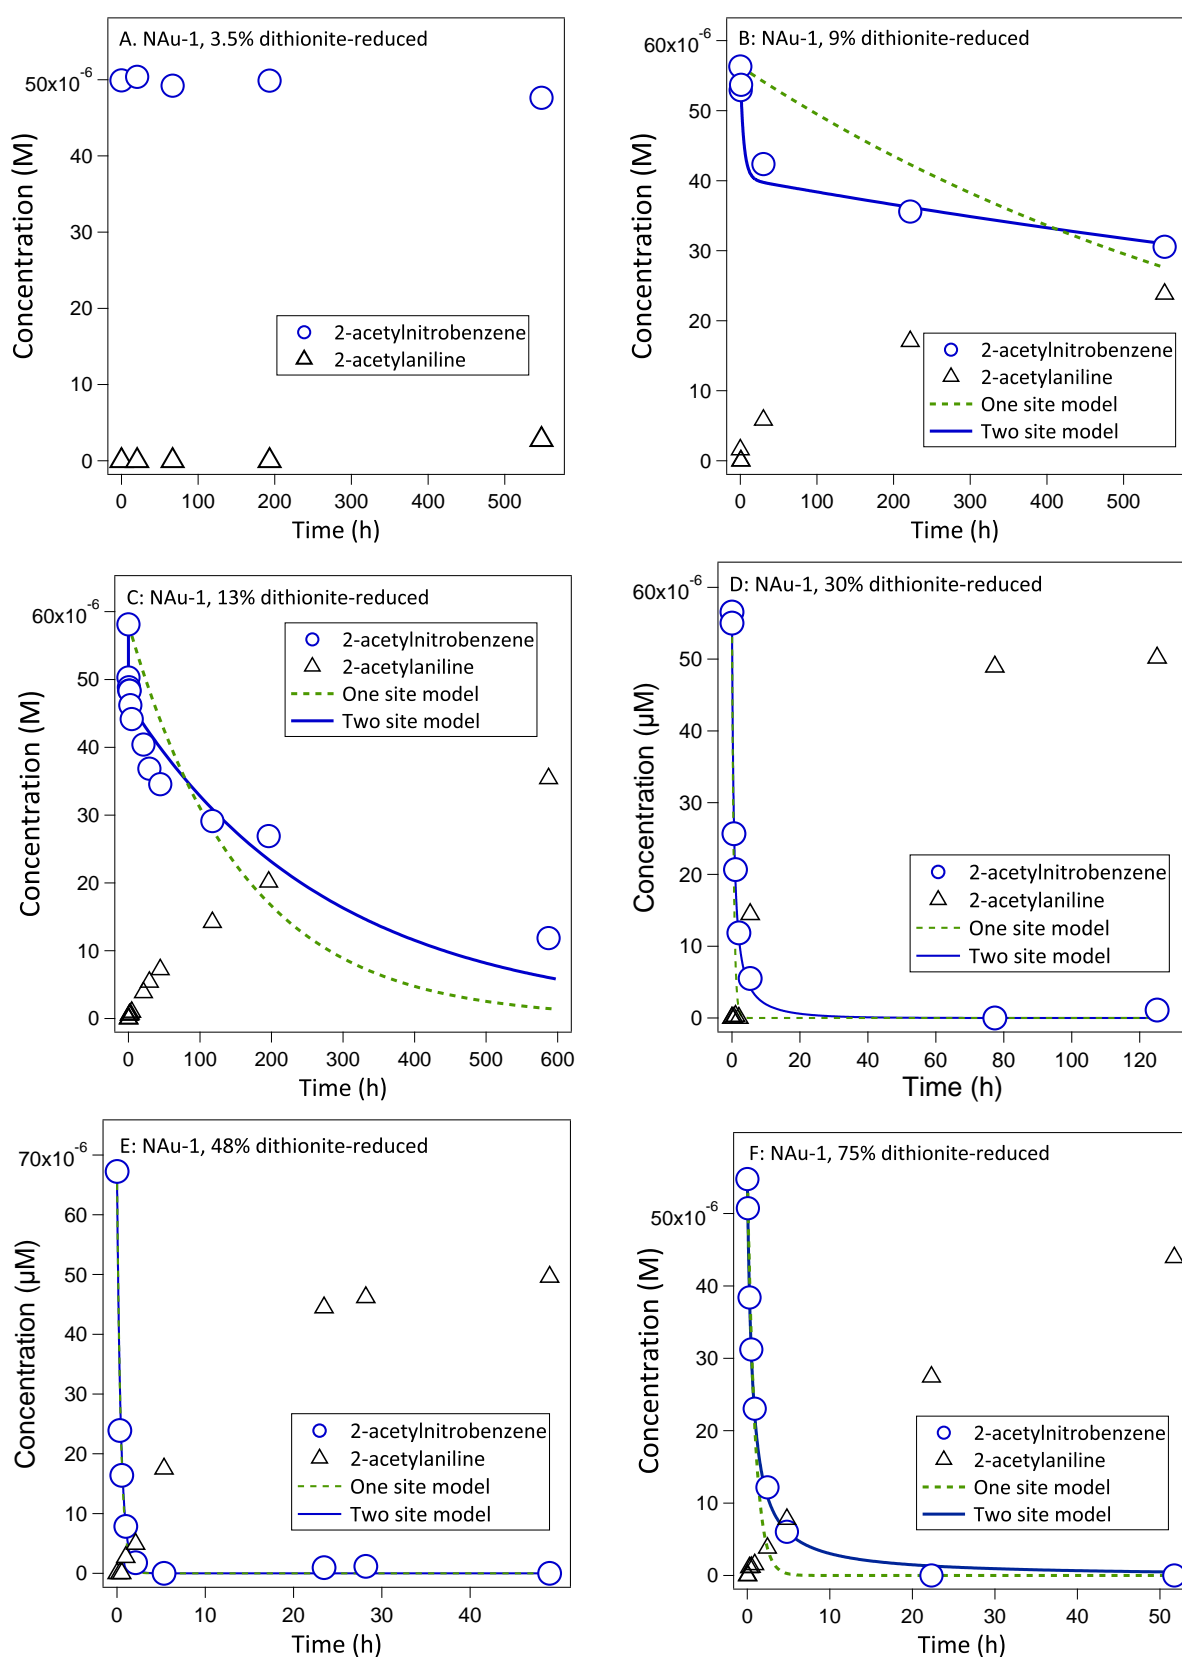 A. NAu-1, 3.5% dithionite-reduced
50x10⁻⁶
40
30
20
10
0
Concentration (M)
2-acetylnitrobenzene
2-acetylaniline
0 100 200 300 400 500
Time (h)
B: NAu-1, 9% dithionite-reduced
60x10⁻⁶
50
40
30
20
10
0
Concentration (M)
2-acetylnitrobenzene
2-acetylaniline
One site model
Two site model
0 100 200 300 400 500
Time (h)
C: NAu-1, 13% dithionite-reduced
60x10⁻⁶
50
40
30
20
10
0
Concentration (M)
2-acetylnitrobenzene
2-acetylaniline
One site model
Two site model
0 100 200 300 400 500 600
Time (h)
D: NAu-1, 30% dithionite-reduced
60x10⁻⁶
50
40
30
20
10
0
Concentration (µM)
2-acetylnitrobenzene
2-acetylaniline
One site model
Two site model
0 20 40 60 80 100 120
Time (h)
E: NAu-1, 48% dithionite-reduced
70x10⁻⁶
60
50
40
30
20
10
0
Concentration (µM)
2-acetylnitrobenzene
2-acetylaniline
One site model
Two site model
0 10 20 30 40
Time (h)
F: NAu-1, 75% dithionite-reduced
50x10⁻⁶
40
30
20
10
0
Concentration (M)
2-acetylnitrobenzene
2-acetylaniline
One site model
Two site model
0 10 20 30 40 50
Time (h)